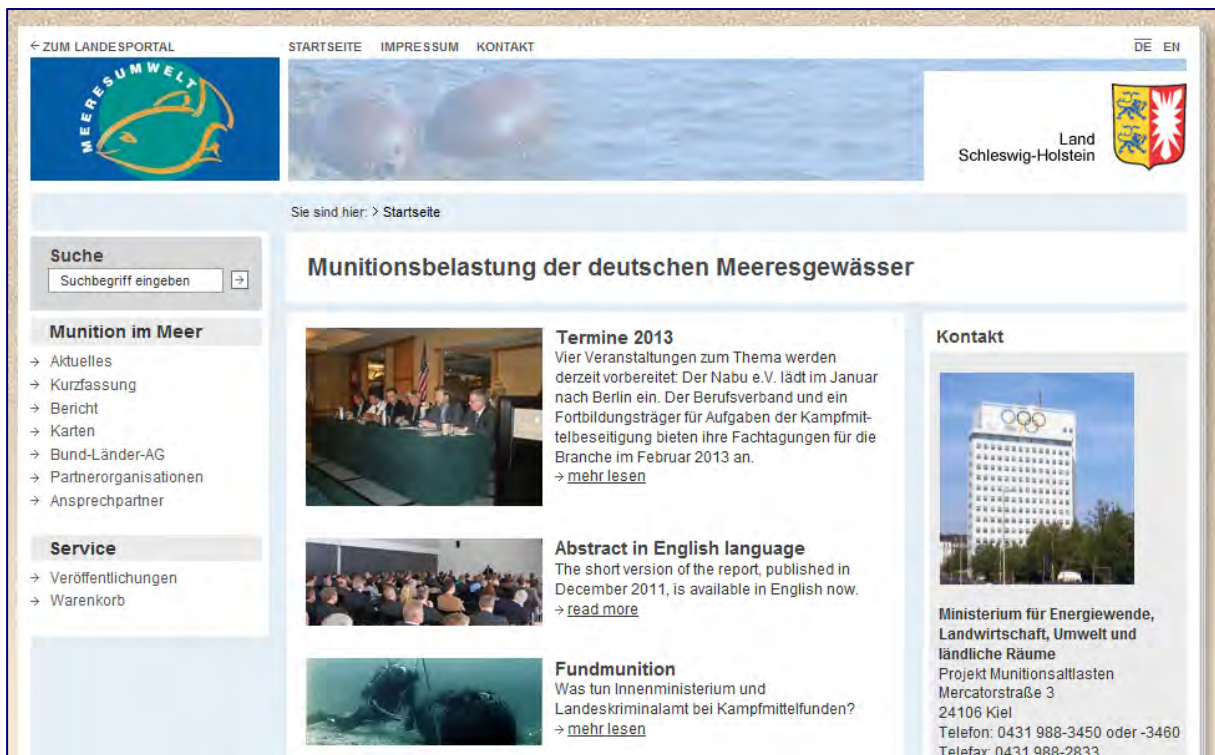 ← ZUM LANDESPORTAL
STARTSEITE IMPRESSUM KONTAKT
DE EN
MEERESUMWELT
Land
Schleswig-Holstein
Sie sind hier: > Startseite
Suche
Suchbegriff eingeben →
Munition im Meer
→ Aktuelles
→ Kurzfassung
→ Bericht
→ Karten
→ Bund-Länder-AG
→ Partnerorganisationen
→ Ansprechpartner
Service
→ Veröffentlichungen
→ Warenkorb
Munitionsbelastung der deutschen Meeresgewässer
Termine 2013
Vier Veranstaltungen zum Thema werden
derzeit vorbereitet: Der Nabu e.V. lädt im Januar
nach Berlin ein. Der Berufsverband und ein
Fortbildungsträger für Aufgaben der Kampfmit-
telbeseitigung bieten ihre Fachtagungen für die
Branche im Februar 2013 an.
→ mehr lesen
Abstract in English language
The short version of the report, published in
December 2011, is available in English now.
→ read more
Fundmunition
Was tun Innenministerium und
Landeskriminalamt bei Kampfmittelfunden?
→ mehr lesen
Kontakt
Ministerium für Energiewende,
Landwirtschaft, Umwelt und
ländliche Räume
Projekt Munitionsaltlasten
Mercatorstraße 3
24106 Kiel
Telefon: 0431 988-3450 oder -3460
Telefax: 0431 988-2833